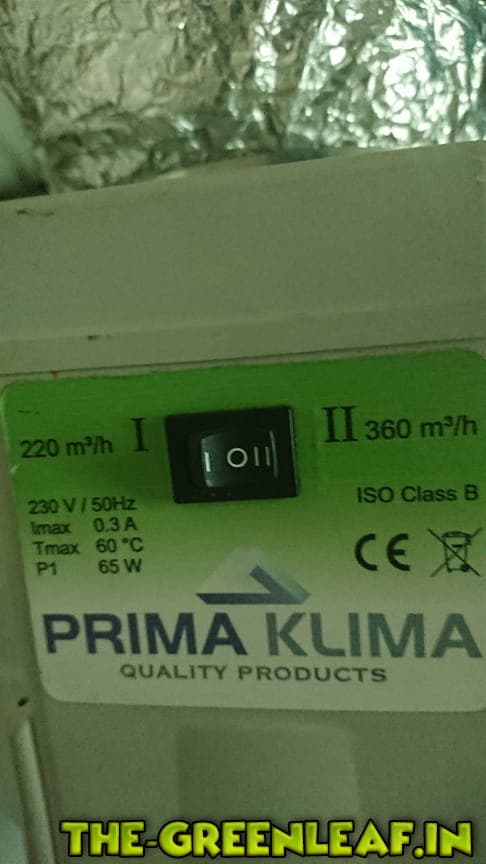 220 m³/h I
I O II
II 360 m³/h
230 V / 50Hz
Imax 0.3 A
Tmax 60 °C
P1 65 W
ISO Class B
CE
PRIMA KLIMA
QUALITY PRODUCTS
THE-GREENLEAF.IN